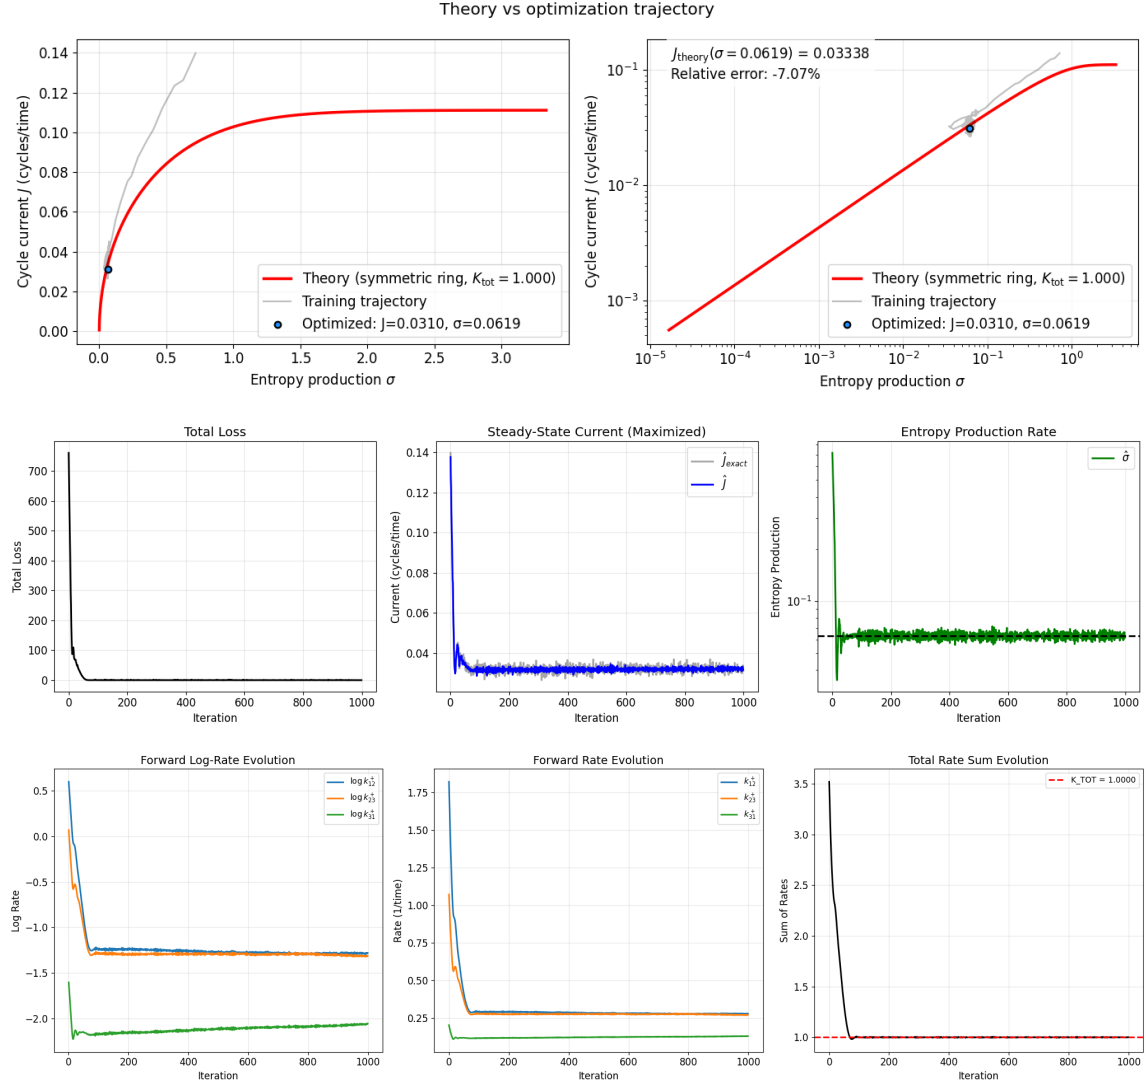 Theory vs optimization trajectory
Cycle current J (cycles/time)
0.14
0.12
0.10
0.08
0.06
0.04
0.02
0.00
Theory (symmetric ring, K_tot = 1.000)
Training trajectory
Optimized: J=0.0310, σ=0.0619
0.0 0.5 1.0 1.5 2.0 2.5 3.0
Entropy production σ
J_theory(σ = 0.0619) = 0.03338
Relative error: -7.07%
Cycle current J (cycles/time)
10⁻¹
10⁻²
10⁻³
Theory (symmetric ring, K_tot = 1.000)
Training trajectory
Optimized: J=0.0310, σ=0.0619
10⁻⁵ 10⁻⁴ 10⁻³ 10⁻² 10⁻¹ 10⁰
Entropy production σ
Total Loss
Total Loss
700
600
500
400
300
200
100
0
0 200 400 600 800 1000
Iteration
Steady-State Current (Maximized)
Current (cycles/time)
0.14
0.12
0.10
0.08
0.06
0.04
Ĵ_exact
Ĵ
0 200 400 600 800 1000
Iteration
Entropy Production Rate
Entropy Production
10⁻¹
σ̂
0 200 400 600 800 1000
Iteration
Forward Log-Rate Evolution
Log Rate
0.5
0.0
−0.5
−1.0
−1.5
−2.0
log k₁₂⁺
log k₂₃⁺
log k₃₁⁺
0 200 400 600 800 1000
Iteration
Forward Rate Evolution
Rate (1/time)
1.75
1.50
1.25
1.00
0.75
0.50
0.25
k₁₂⁺
k₂₃⁺
k₃₁⁺
0 200 400 600 800 1000
Iteration
Total Rate Sum Evolution
Sum of Rates
3.5
3.0
2.5
2.0
1.5
1.0
K_TOT = 1.0000
0 200 400 600 800 1000
Iteration